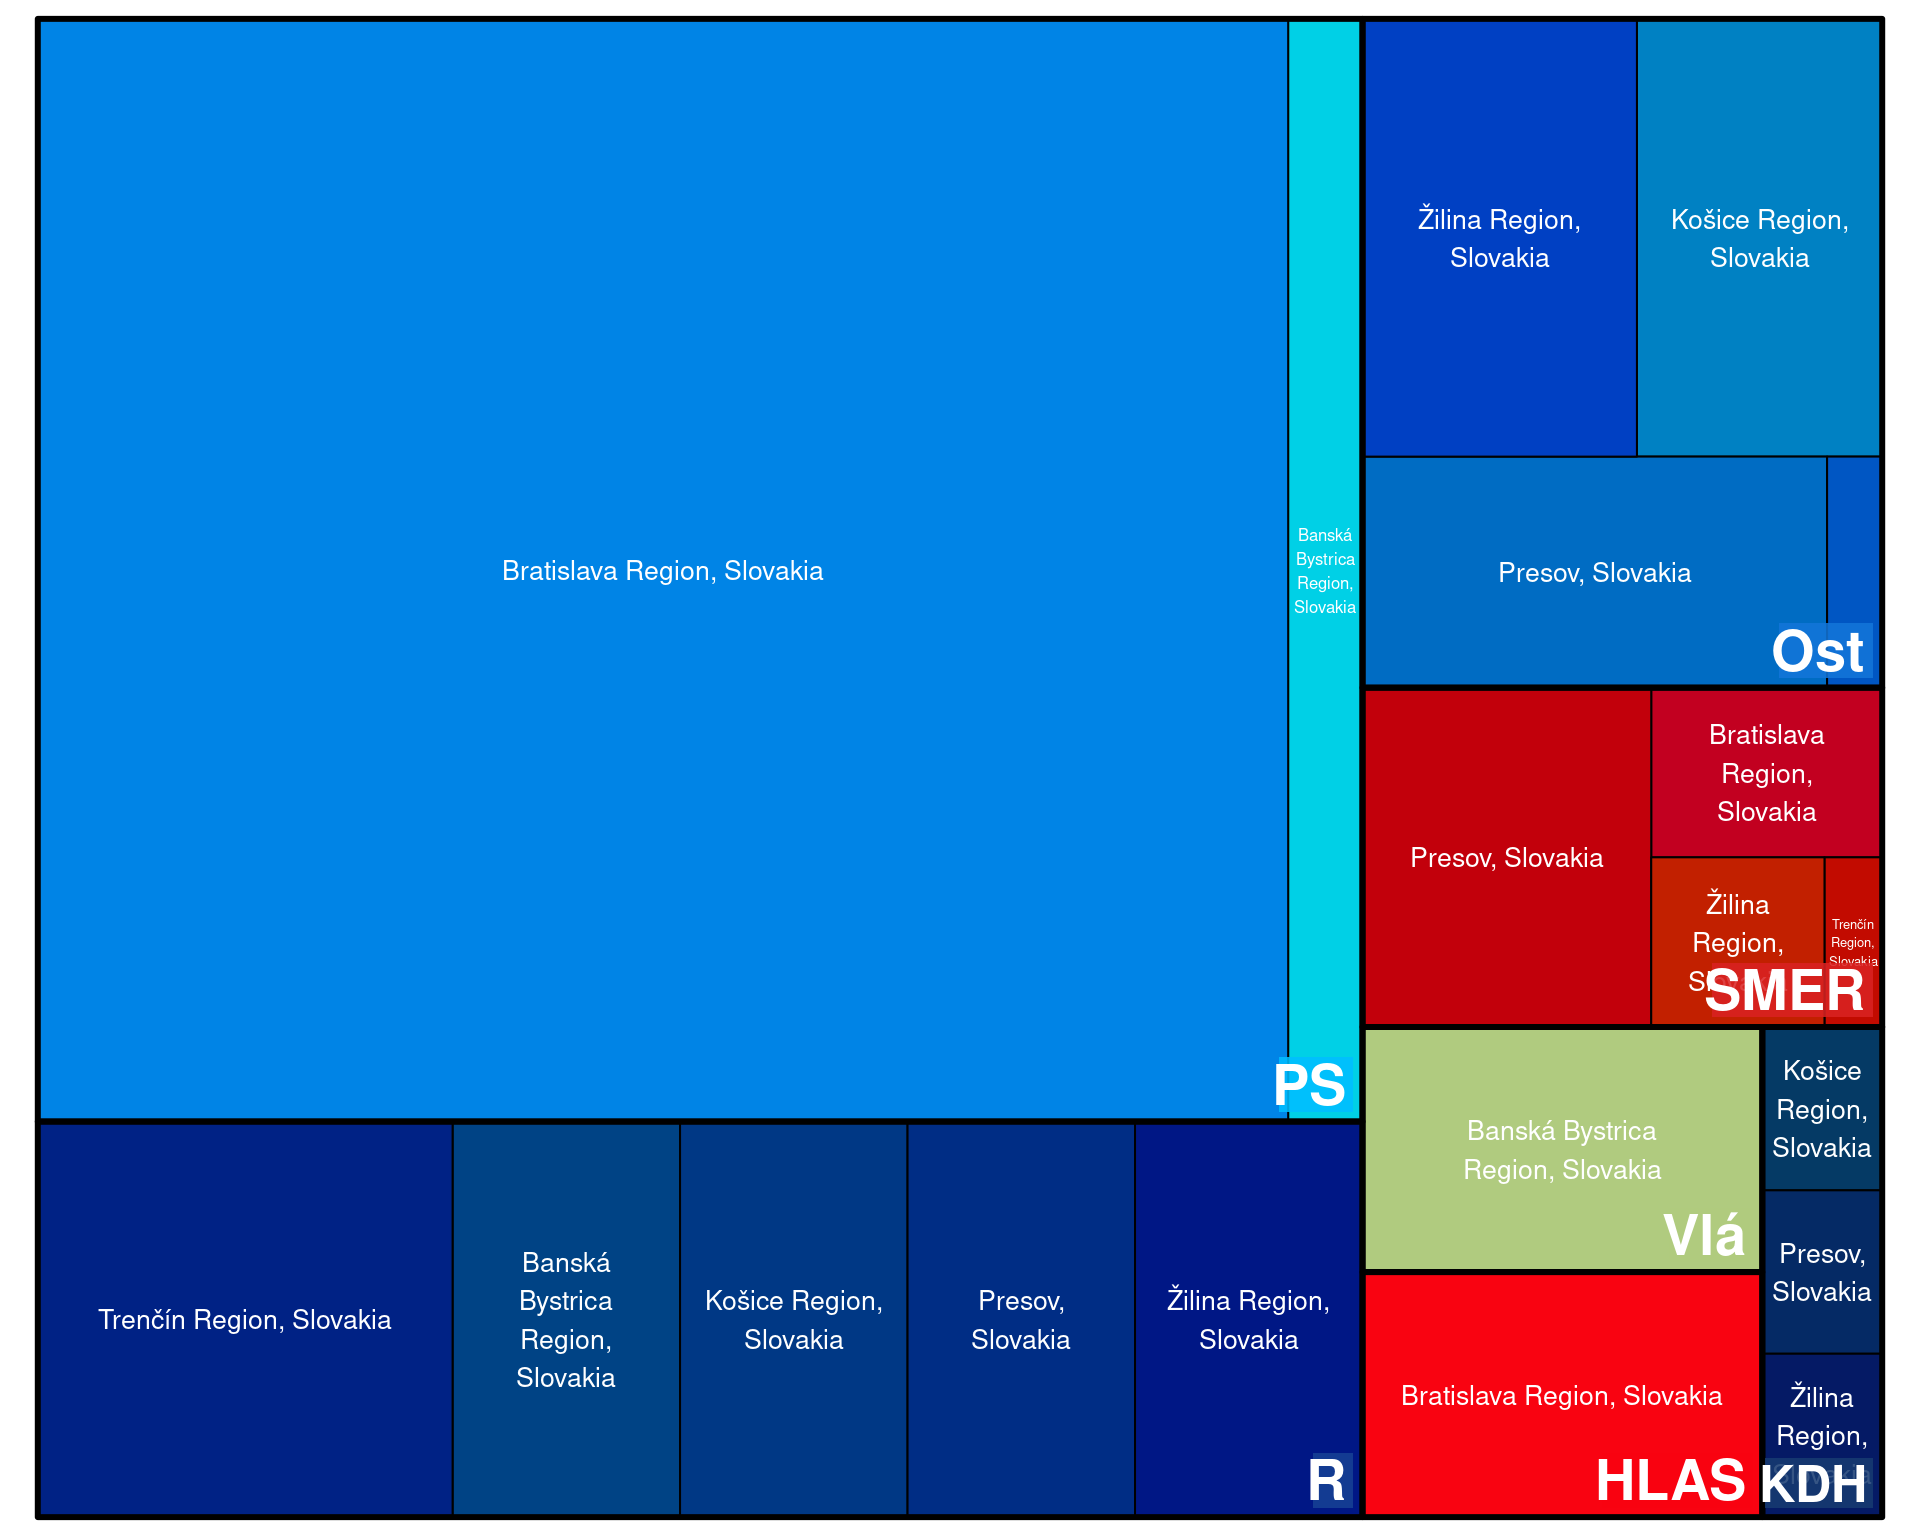 Bratislava Region, Slovakia
Banská
Bystrica
Region,
Slovakia
PS
Žilina Region,
Slovakia
Košice Region,
Slovakia
Presov, Slovakia
Ost
Presov, Slovakia
Bratislava
Region,
Slovakia
Žilina
Region,
Trenčín
Region,
Slovakia
SMER
Trenčín Region, Slovakia
Banská
Bystrica
Region,
Slovakia
Košice Region,
Slovakia
Presov,
Slovakia
Žilina Region,
Slovakia
R
Banská Bystrica
Region, Slovakia
Vlá
Bratislava Region, Slovakia
HLAS
Košice
Region,
Slovakia
Presov,
Slovakia
Žilina
Region,
KDH